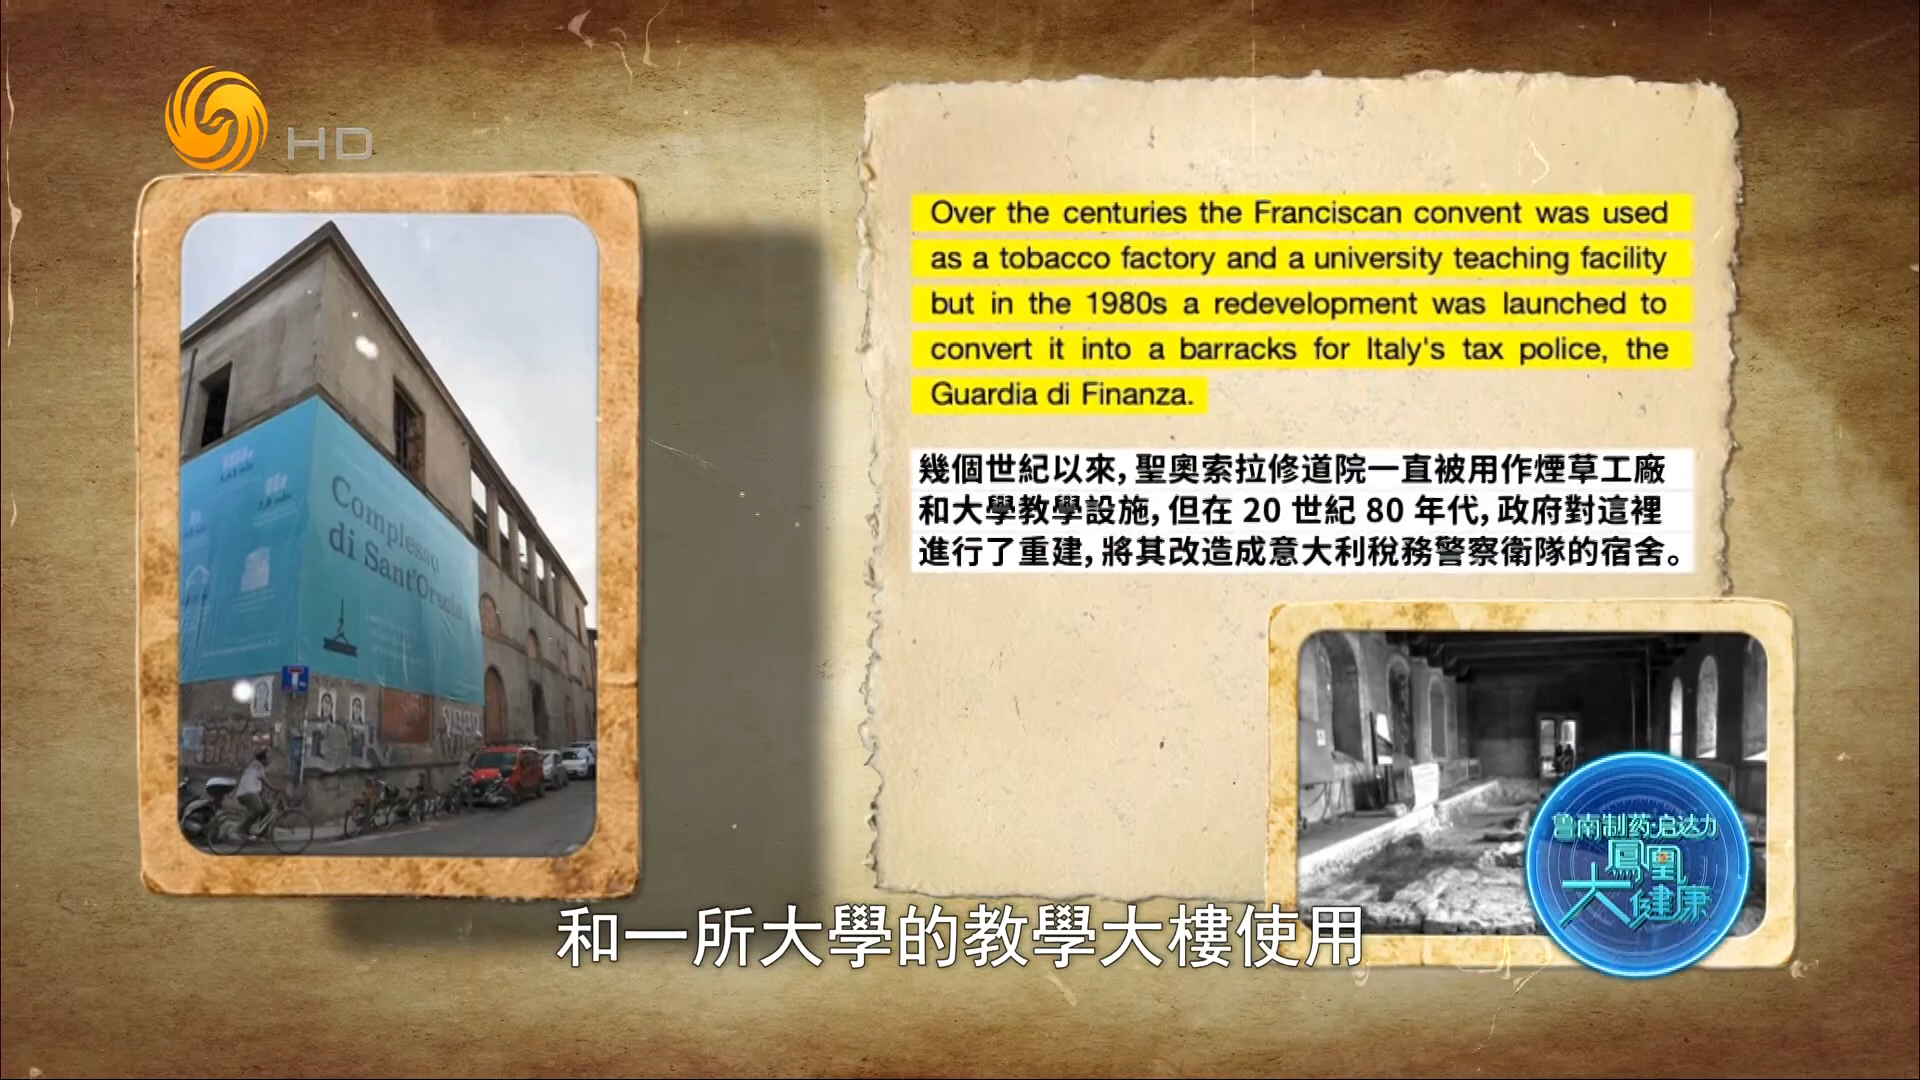 HD
Over the centuries the Franciscan convent was used
as a tobacco factory and a university teaching facility
but in the 1980s a redevelopment was launched to
convert it into a barracks for Italy's tax police, the
Guardia di Finanza.
幾個世紀以來,聖奧索拉修道院一直被用作煙草工廠
和大學教學設施,但在 20 世紀 80 年代,政府對這裡
進行了重建,將其改造成意大利稅務警察衛隊的宿舍。
Complesso
di Sant'Orsola
鲁南制药·启达力
鳳凰
大健康
和一所大學的教學大樓使用